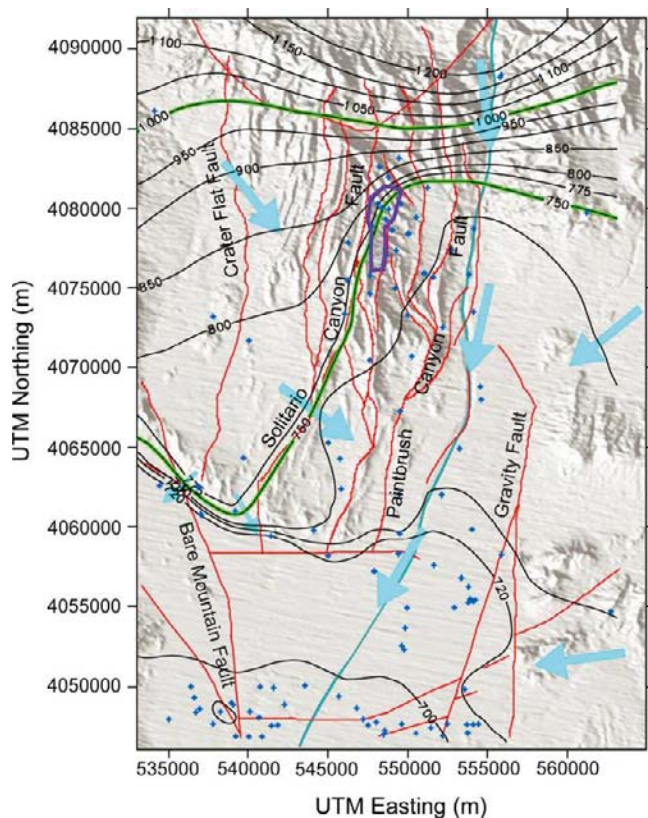 4090000
4085000
4080000
4075000
4070000
4065000
4060000
4055000
4050000
UTM Northing (m)
1100
1150
1200
1100
1050
1000
1000
950
950
900
850
800
775
750
850
800
750
720
700
Crater Flat Fault
Solitario
Canyon
Fault
Paintbrush
Canyon
Fault
Gravity Fault
Bare Mountain Fault
535000 540000 545000 550000 555000 560000
UTM Easting (m)